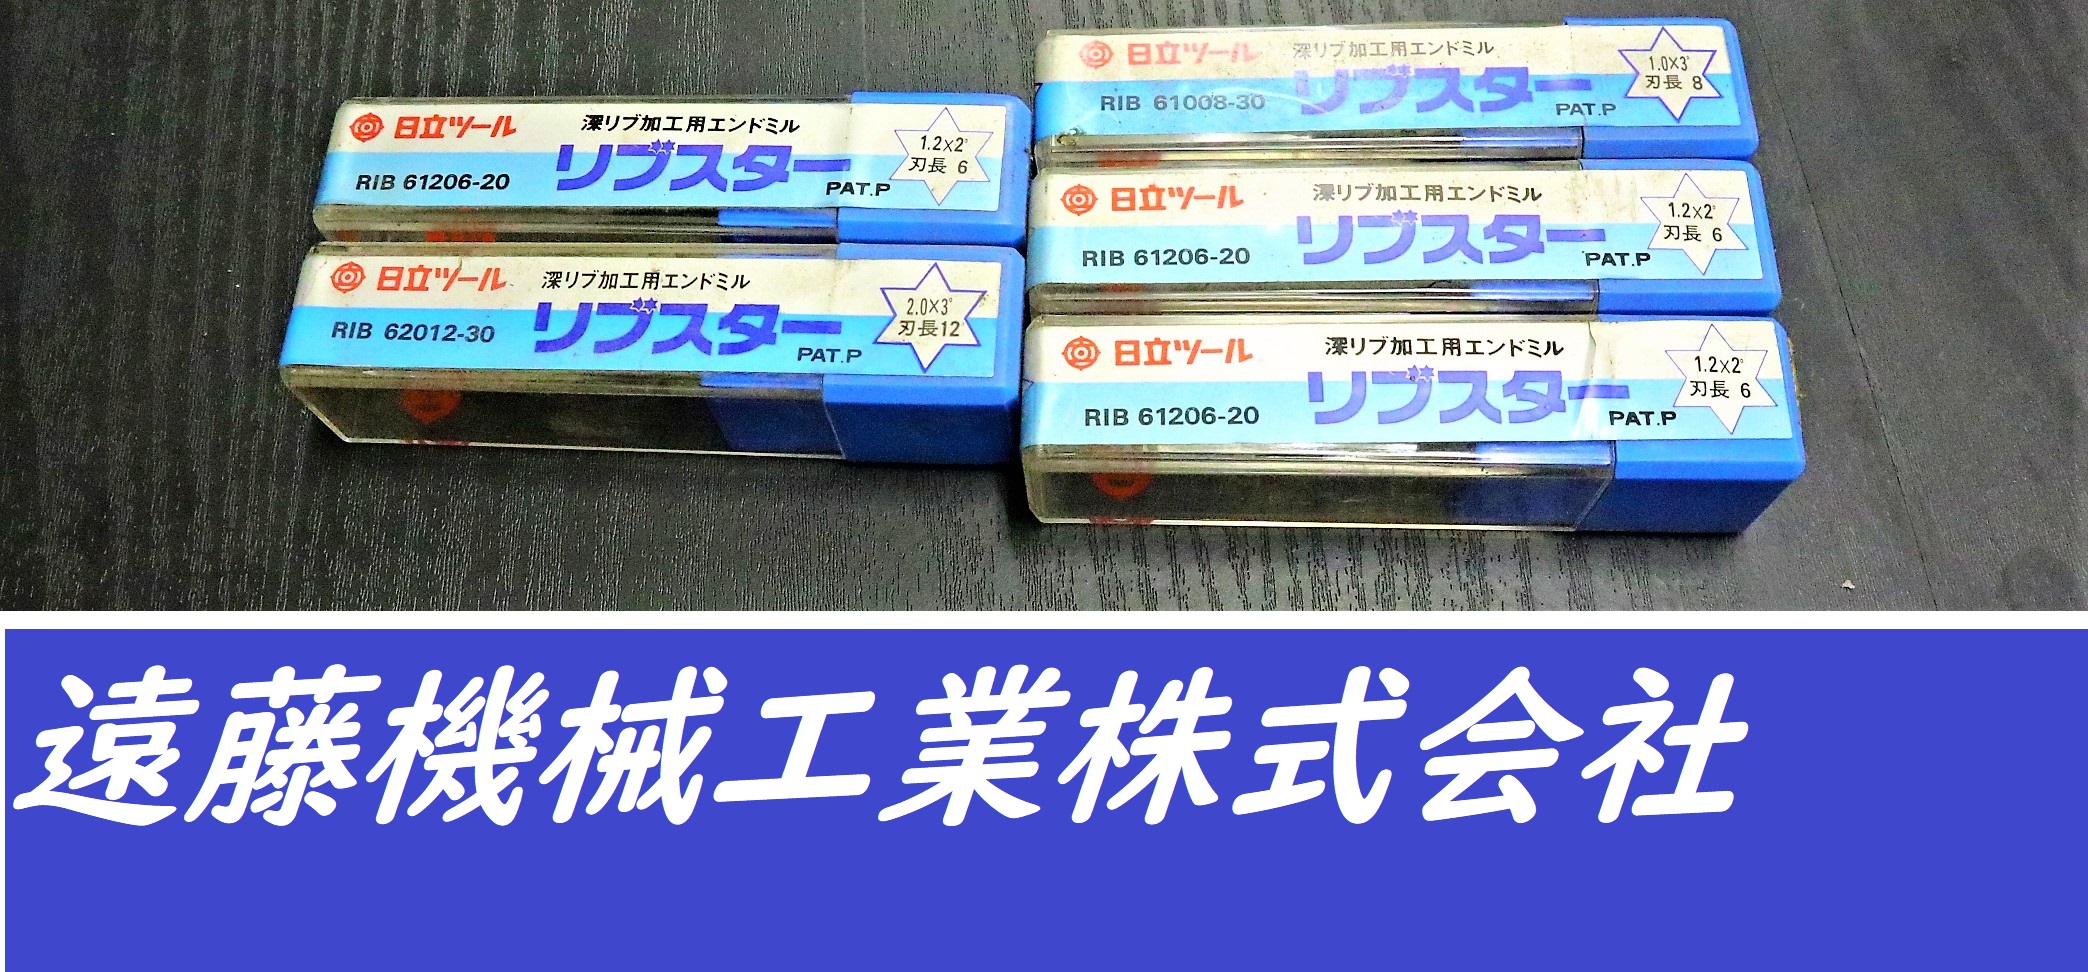 日立ツール 深リブ加工用エンドミル
リブスター
RIB 61206-20
PAT.P
1.2×2°
刃長 6
日立ツール 深リブ加工用エンドミル
リブスター
RIB 62012-30
PAT.P
2.0×3°
刃長12
日立ツール 深リブ加工用エンドミル
リブスター
RIB 61008-30
PAT.P
1.0×3°
刃長 8
日立ツール 深リブ加工用エンドミル
リブスター
RIB 61206-20
PAT.P
1.2×2°
刃長 6
日立ツール 深リブ加工用エンドミル
リブスター
RIB 61206-20
PAT.P
1.2×2°
刃長 6
遠藤機械工業株式会社